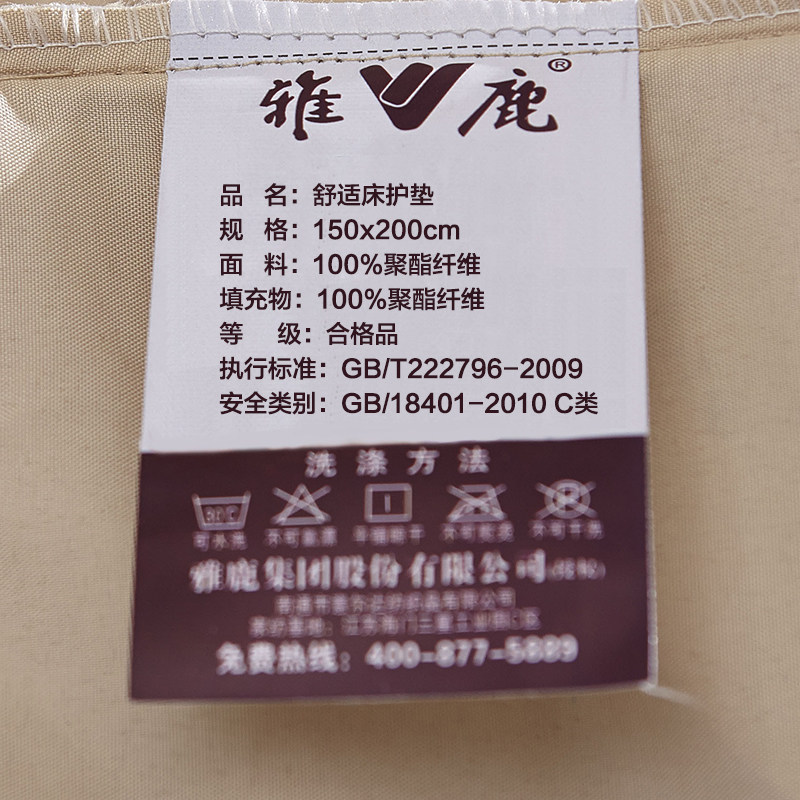 雅鹿®
品 名：舒适床护垫
规 格：150x200cm
面 料：100%聚酯纤维
填充物：100%聚酯纤维
等 级：合格品
执行标准：GB/T222796-2009
安全类别：GB/18401-2010 C类
洗涤方法
雅鹿集团股份有限公司
免费热线：400-877-5889